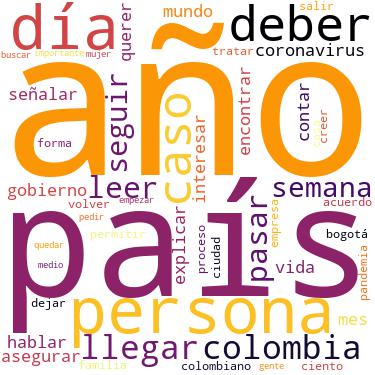 día
querer
mundo
deber
salir
buscar
importante
mujer
tratar
coronavirus
año
señalar
seguir
caso
interesar
encontrar
contar
creer
forma
gobierno
leer
semana
volver
empezar
acuerdo
país
pedir
permitir
explicar
proceso
ciudad
pasar
empresa
vida
bogotá
pandemia
quedar
medio
dejar
persona
mes
hablar
llegar
colombia
asegurar
familia
colombiano
gente
ciento